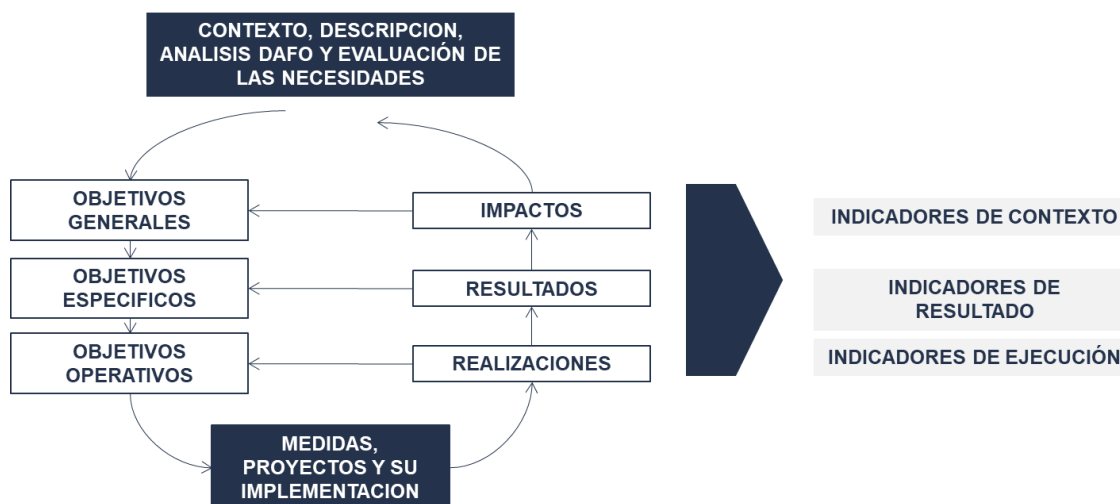 CONTEXTO, DESCRIPCION,
ANALISIS DAFO Y EVALUACIÓN DE
LAS NECESIDADES
OBJETIVOS
GENERALES
IMPACTOS
INDICADORES DE CONTEXTO
OBJETIVOS
ESPECIFICOS
RESULTADOS
INDICADORES DE
RESULTADO
OBJETIVOS
OPERATIVOS
REALIZACIONES
INDICADORES DE EJECUCIÓN
MEDIDAS,
PROYECTOS Y SU
IMPLEMENTACION